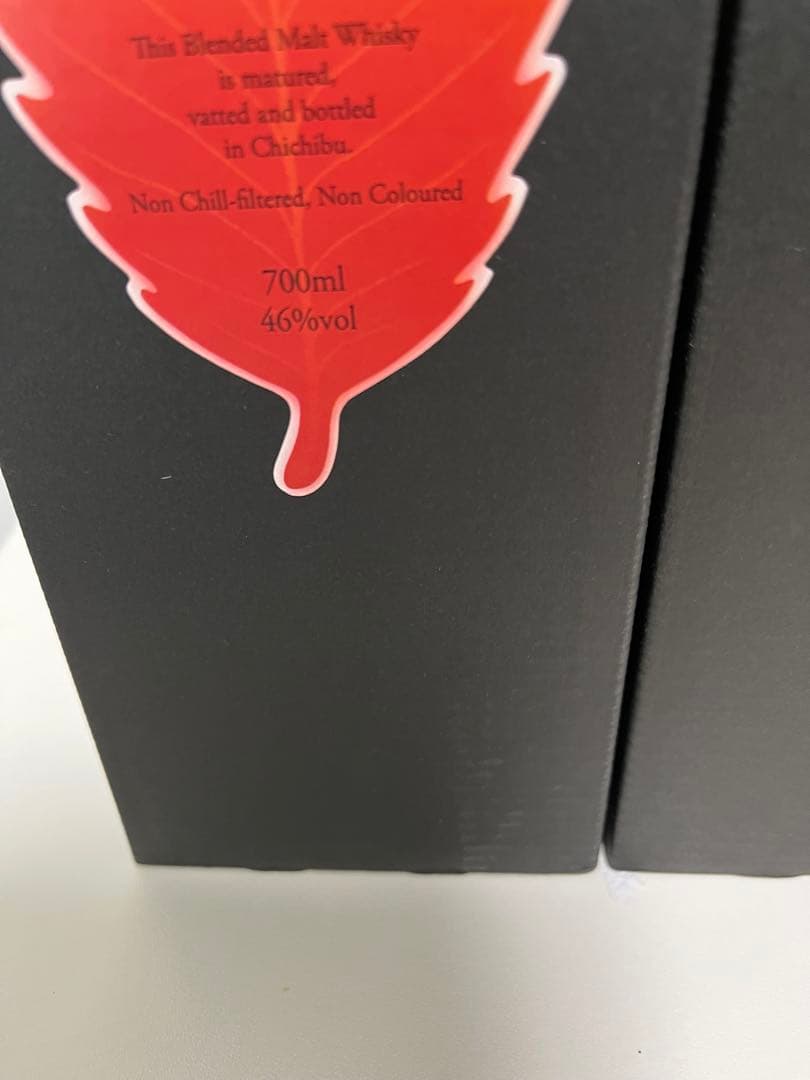 This Blended Malt Whisky
is matured,
vatted and bottled
in Chichibu.
Non Chill-filtered, Non Coloured
700ml
46%vol